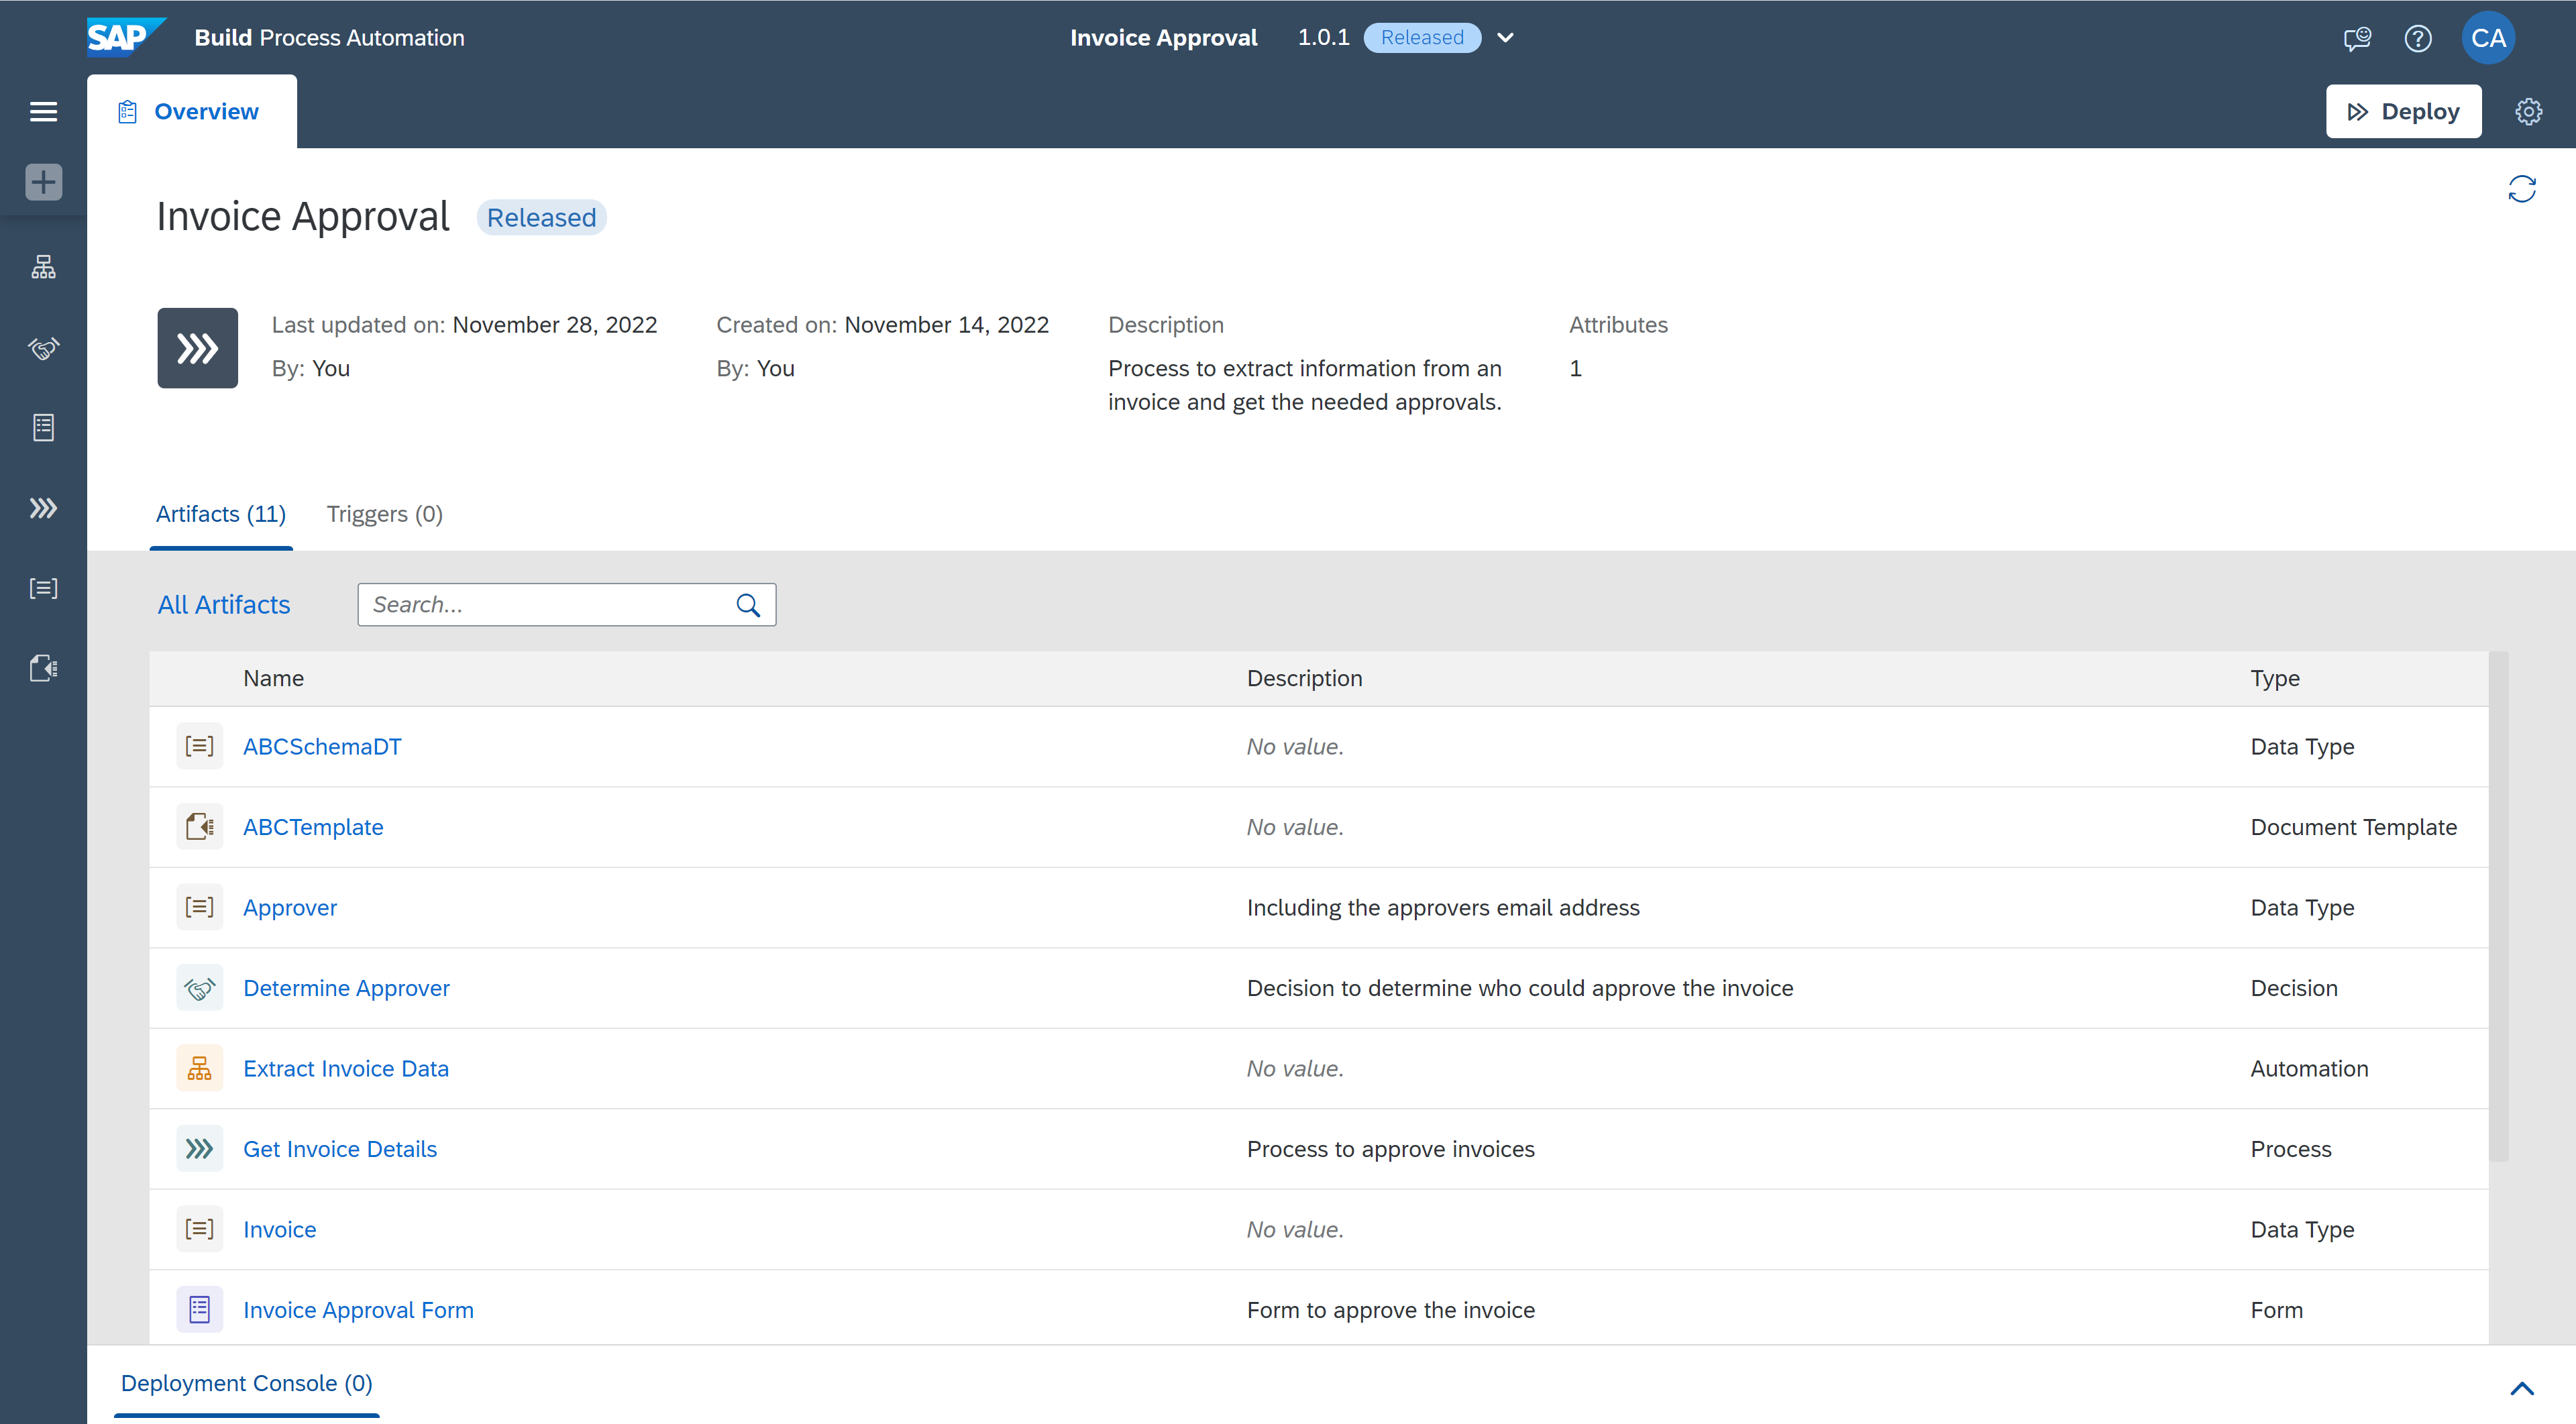 SAP Build Process Automation
Invoice Approval 1.0.1 Released
CA
Overview
Deploy
Invoice Approval Released
Last updated on: November 28, 2022
By: You
Created on: November 14, 2022
By: You
Description
Process to extract information from an
invoice and get the needed approvals.
Attributes
1
Artifacts (11) Triggers (0)
All Artifacts Search...
Name Description Type
ABCSchemaDT No value. Data Type
ABCTemplate No value. Document Template
Approver Including the approvers email address Data Type
Determine Approver Decision to determine who could approve the invoice Decision
Extract Invoice Data No value. Automation
Get Invoice Details Process to approve invoices Process
Invoice No value. Data Type
Invoice Approval Form Form to approve the invoice Form
Deployment Console (0)